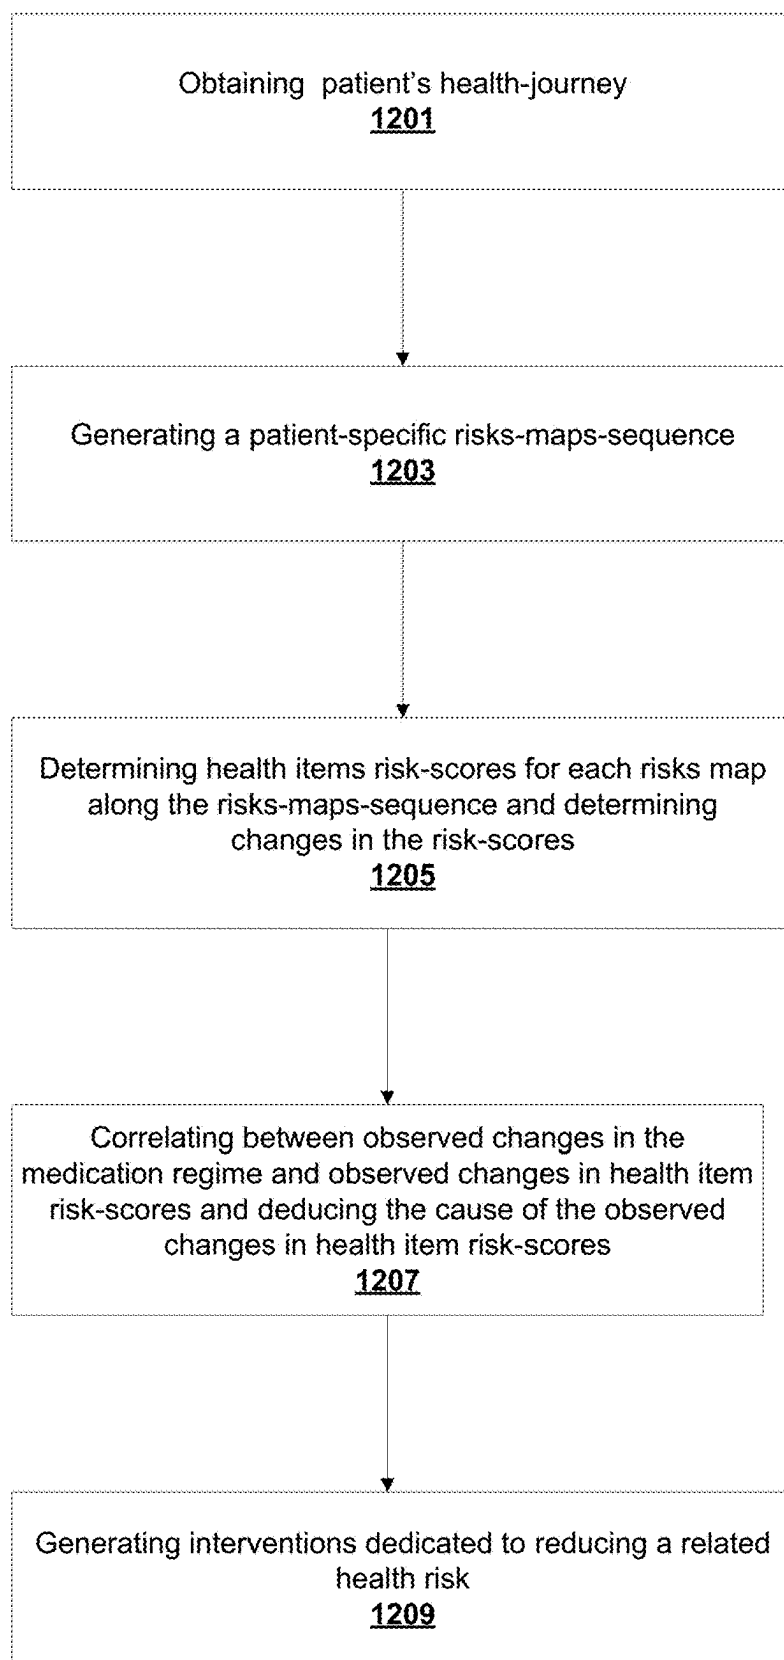 Obtaining patient's health-journey
1201
Generating a patient-specific risks-maps-sequence
1203
Determining health items risk-scores for each risks map
along the risks-maps-sequence and determining
changes in the risk-scores
1205
Correlating between observed changes in the
medication regime and observed changes in health item
risk-scores and deducing the cause of the observed
changes in health item risk-scores
1207
Generating interventions dedicated to reducing a related
health risk
1209